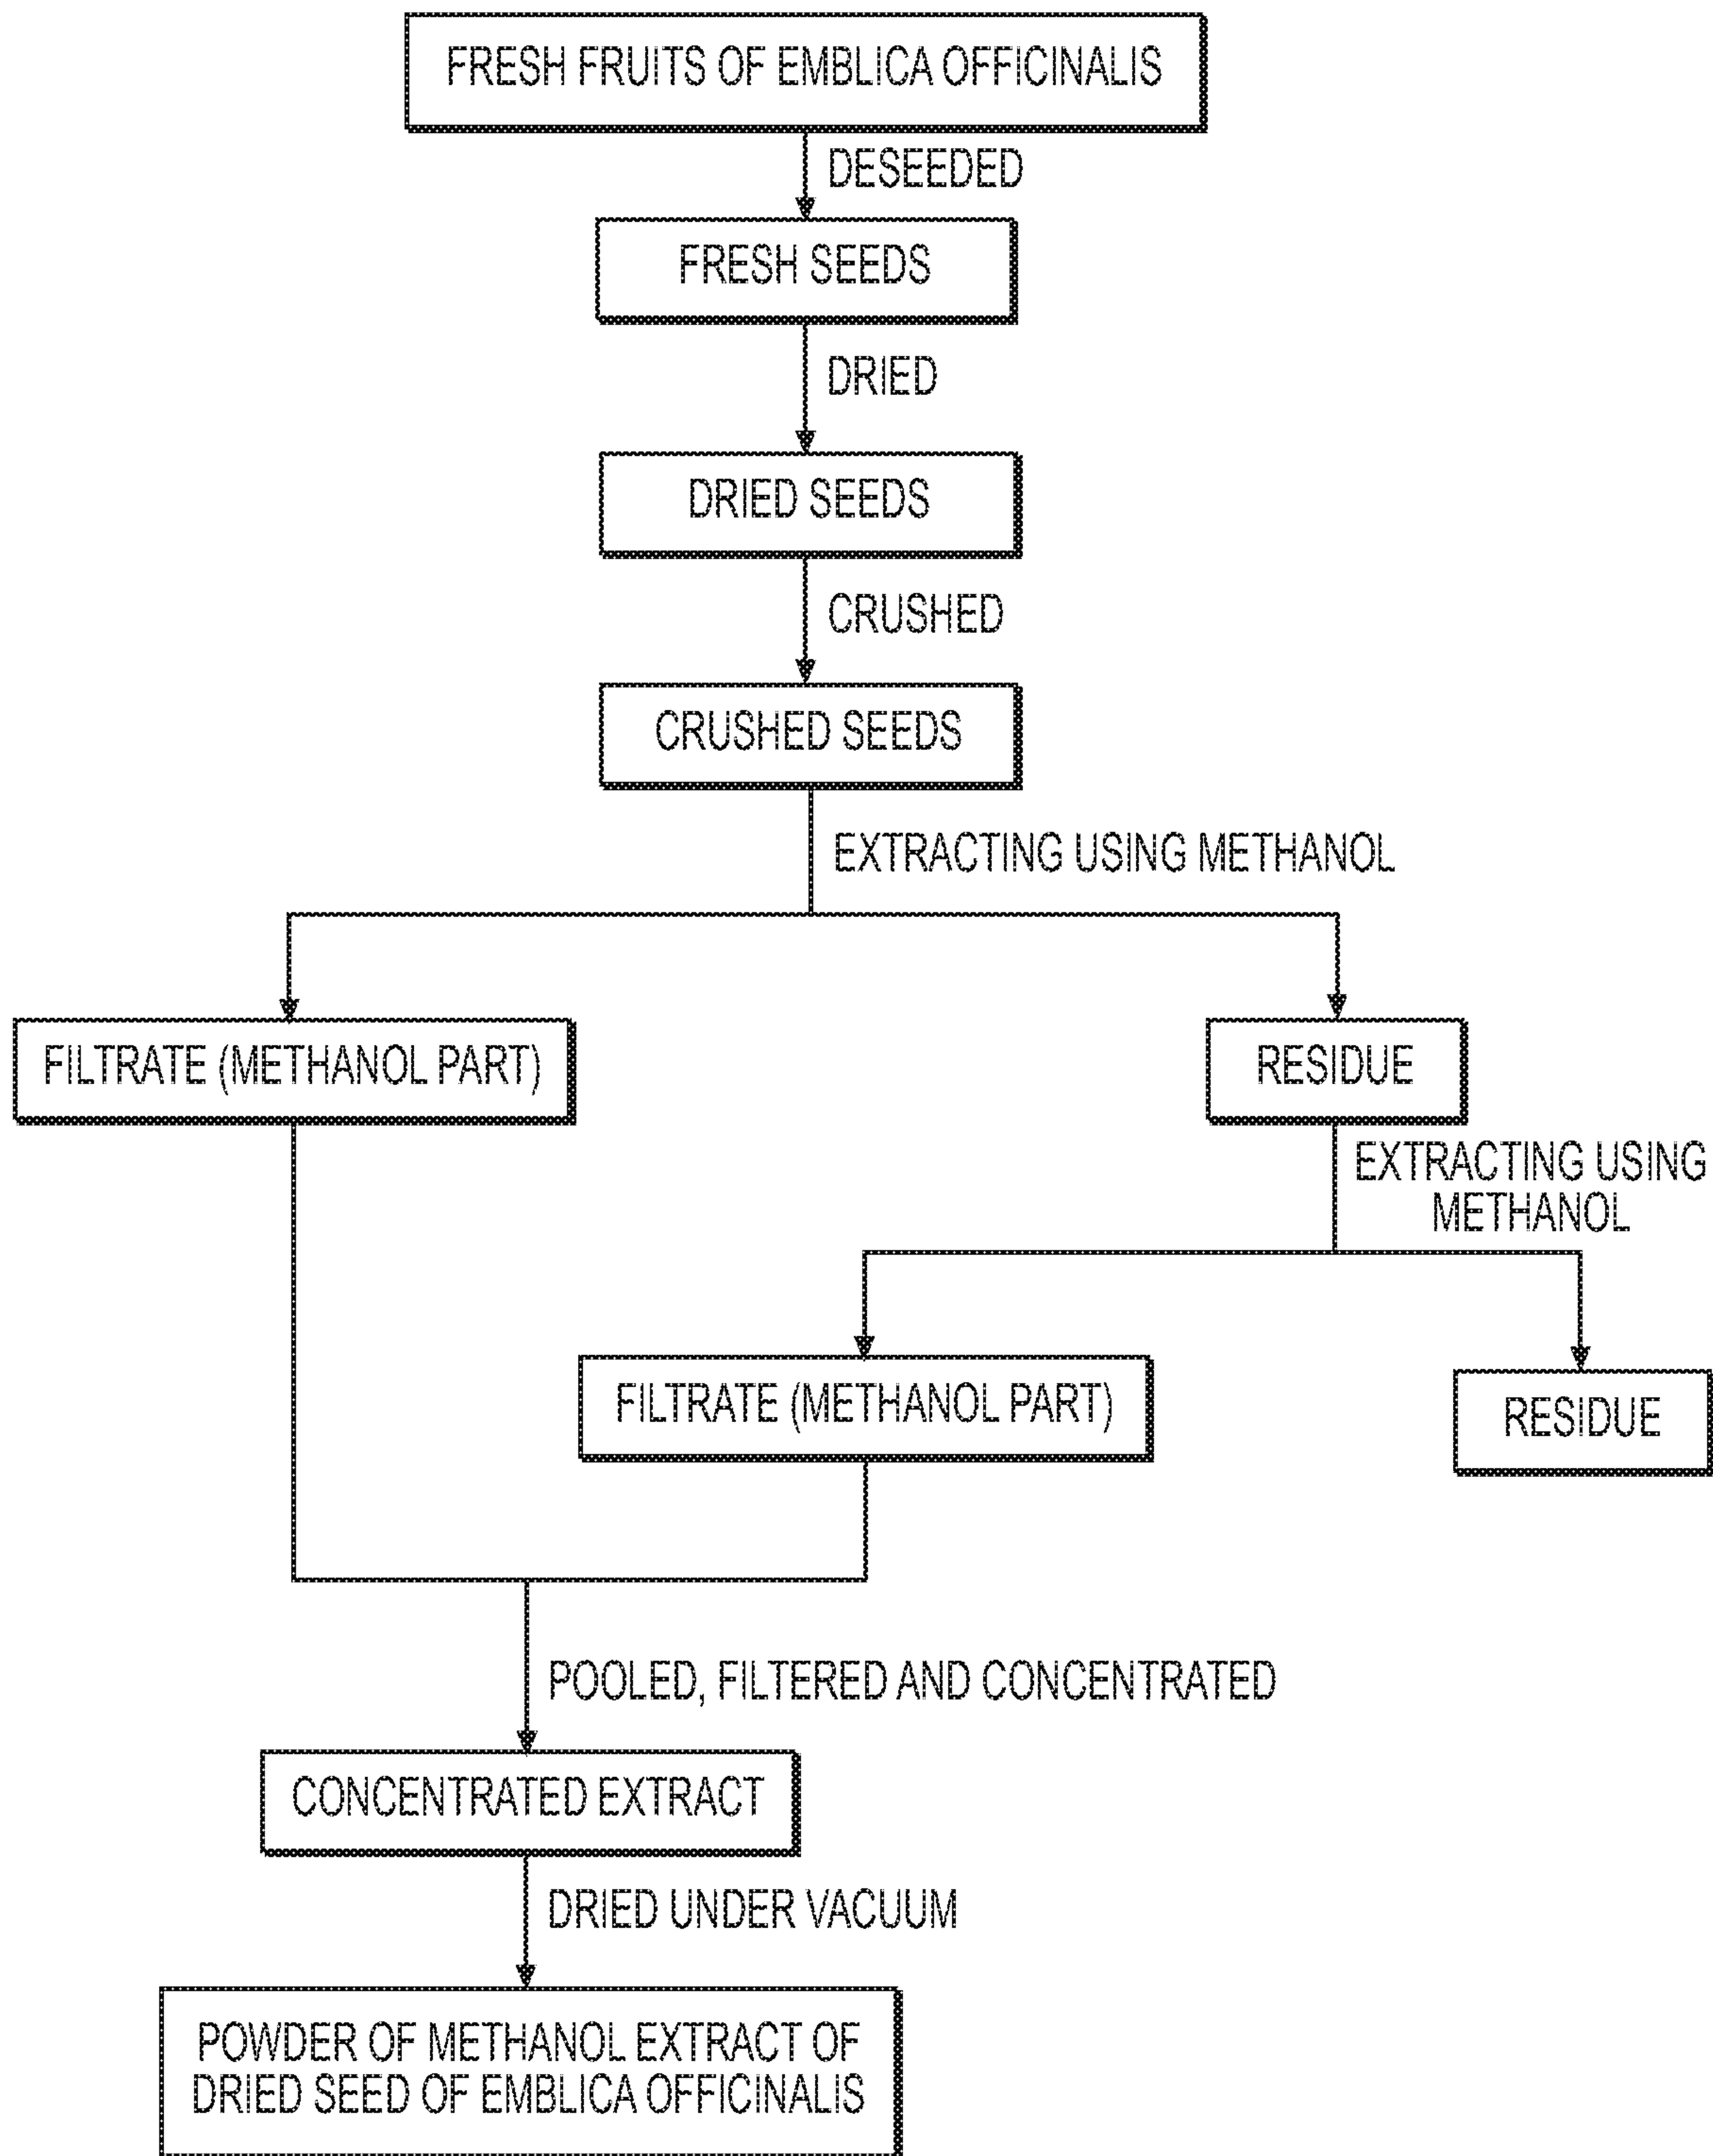 FRESH FRUITS OF EMBLICA OFFICINALIS
DESEEDED
FRESH SEEDS
DRIED
DRIED SEEDS
CRUSHED
CRUSHED SEEDS
EXTRACTING USING METHANOL
FILTRATE (METHANOL PART)
RESIDUE
EXTRACTING USING
METHANOL
FILTRATE (METHANOL PART)
RESIDUE
POOLED, FILTERED AND CONCENTRATED
CONCENTRATED EXTRACT
DRIED UNDER VACUUM
POWDER OF METHANOL EXTRACT OF
DRIED SEED OF EMBLICA OFFICINALIS